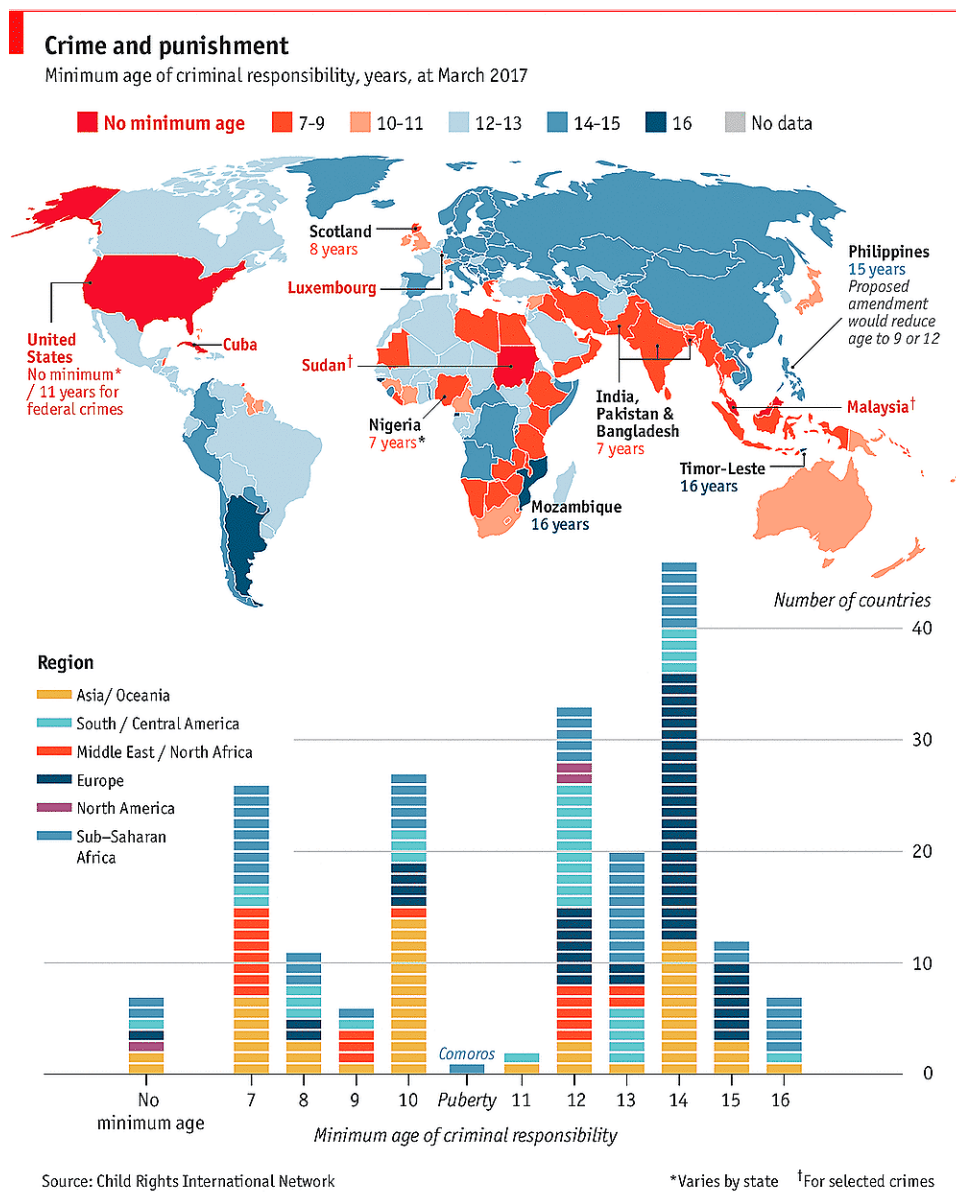 Crime and punishment
Minimum age of criminal responsibility, years, at March 2017
No minimum age
7-9
10-11
12-13
14-15
16
No data
Scotland
8 years
Luxembourg
Philippines
15 years
Proposed
amendment
would reduce
age to 9 or 12
United
States
No minimum*
/ 11 years for
federal crimes
Cuba
Sudan†
Nigeria
7 years*
India,
Pakistan &
Bangladesh
7 years
Malaysia†
Timor-Leste
16 years
Mozambique
16 years
Number of countries
40
30
20
10
0
Region
Asia/ Oceania
South / Central America
Middle East / North Africa
Europe
North America
Sub–Saharan
Africa
Comoros
No
minimum age
7
8
9
10
Puberty
11
12
13
14
15
16
Minimum age of criminal responsibility
Source: Child Rights International Network
*Varies by state
†For selected crimes